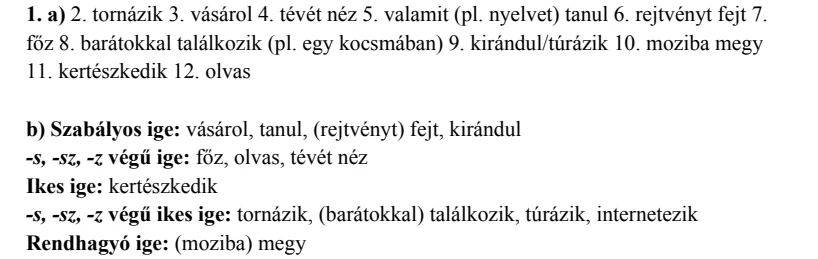 1. a) 2. tornázik 3. vásárol 4. tévét néz 5. valamit (pl. nyelvet) tanul 6. rejtvényt fejt 7.
főz 8. barátokkal találkozik (pl. egy kocsmában) 9. kirándul/túrázik 10. moziba megy
11. kertészkedik 12. olvas
b) Szabályos ige: vásárol, tanul, (rejtvényt) fejt, kirándul
-s, -sz, -z végű ige: főz, olvas, tévét néz
Ikes ige: kertészkedik
-s, -sz, -z végű ikes ige: tornázik, (barátokkal) találkozik, túrázik, internetezik
Rendhagyó ige: (moziba) megy